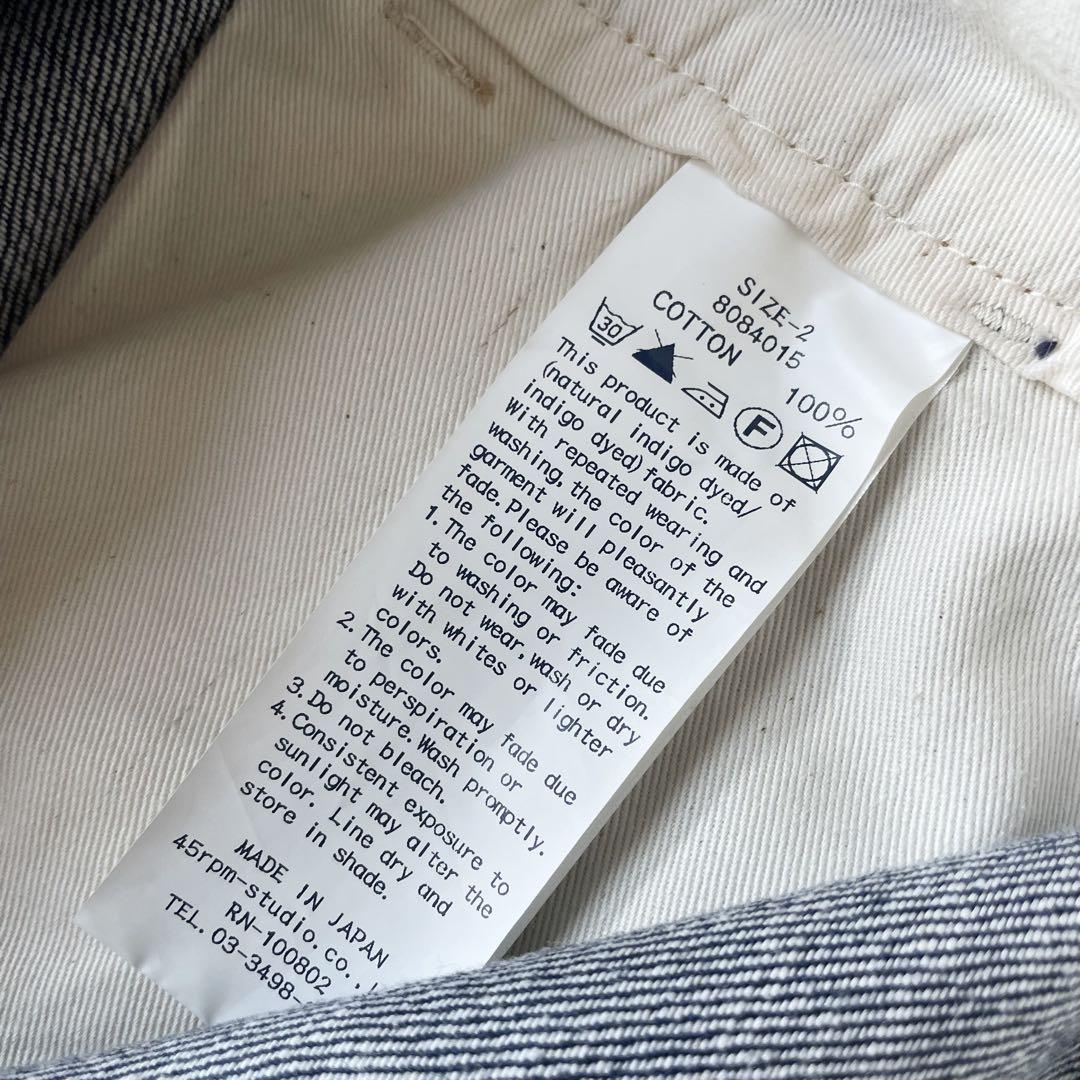 SIZE-2
8084015
COTTON 100%
30
F
This product is made of
(natural indigo dyed/
indigo dyed) fabric.
With repeated wearing and
washing, the color of the
garment will pleasantly
fade. Please be aware of
the following:
1. The color may fade due
to washing or friction.
Do not wear, wash or dry
with whites or lighter
colors.
2. The color may fade due
to perspiration or
moisture. Wash promptly.
3. Do not bleach.
4. Consistent exposure to
sunlight may alter the
color. Line dry and
store in shade.
MADE IN JAPAN
45rpm-studio.co.,
RN-100802
TEL. 03-3498-